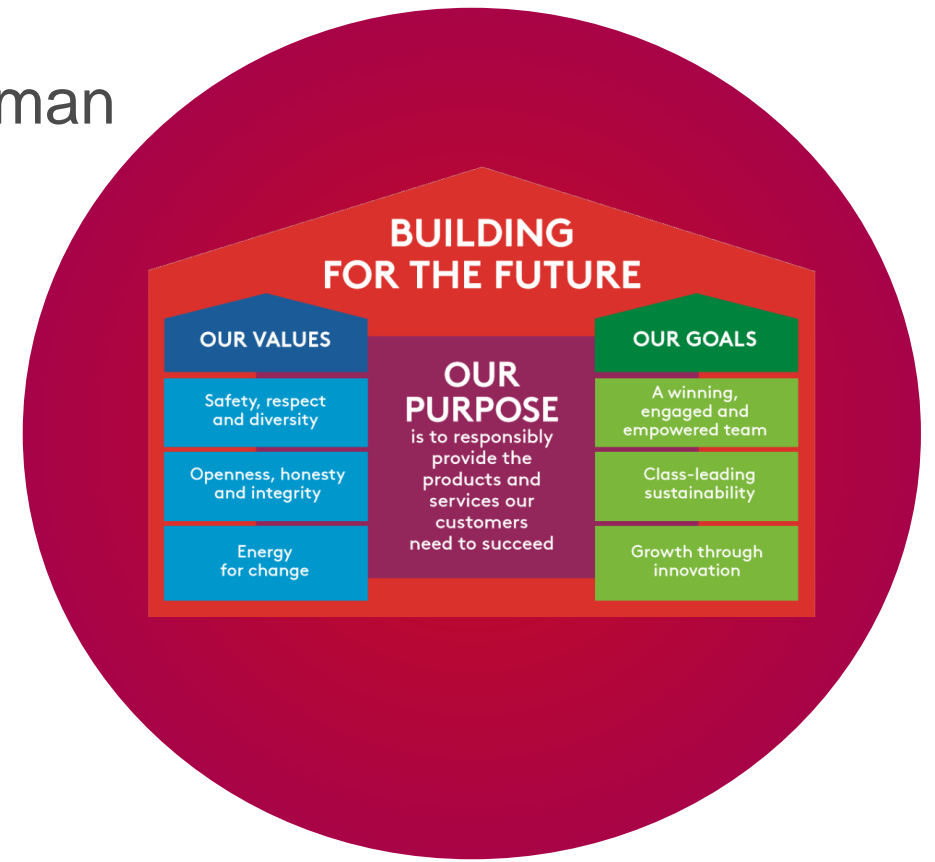 man
BUILDING
FOR THE FUTURE
OUR VALUES
Safety, respect
and diversity
Openness, honesty
and integrity
Energy
for change
OUR
PURPOSE
is to responsibly
provide the
products and
services our
customers
need to succeed
OUR GOALS
A winning,
engaged and
empowered team
Class-leading
sustainability
Growth through
innovation